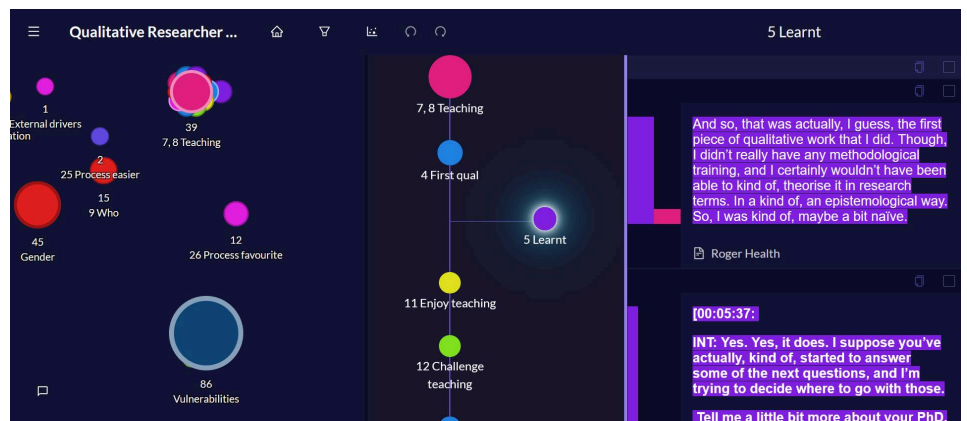 Qualitative Researcher ...
5 Learnt
1
External drivers
ation
2
25 Process easier
15
9 Who
45
Gender
39
7, 8 Teaching
12
26 Process favourite
86
Vulnerabilities
7, 8 Teaching
4 First qual
5 Learnt
11 Enjoy teaching
12 Challenge
teaching
And so, that was actually, I guess, the first
piece of qualitative work that I did. Though,
I didn't really have any methodological
training, and I certainly wouldn't have been
able to kind of, theorise it in research
terms. In a kind of, an epistemological way.
So, I was kind of, maybe a bit naïve.
Roger Health
[00:05:37:
INT: Yes. Yes, it does. I suppose you've
actually, kind of, started to answer
some of the next questions, and I'm
trying to decide where to go with those.
Tell me a little bit more about your PhD.